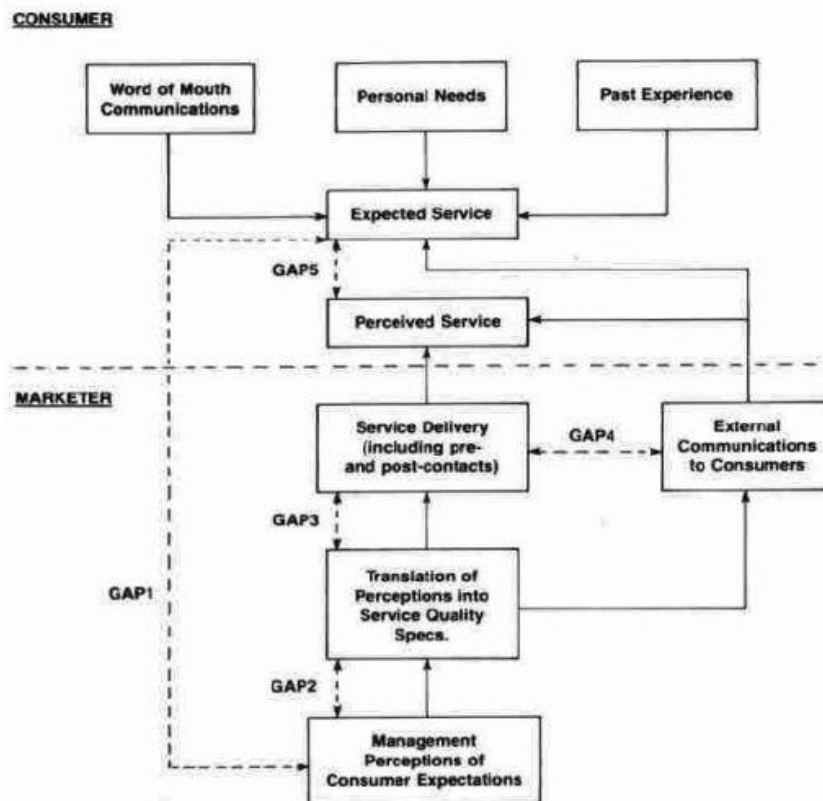 CONSUMER
Word of Mouth
Communications
Personal Needs
Past Experience
Expected Service
GAP5
Perceived Service
MARKETER
Service Delivery
(including pre-
and post-contacts)
GAP4
External
Communications
to Consumers
GAP3
GAP1
Translation of
Perceptions into
Service Quality
Specs.
GAP2
Management
Perceptions of
Consumer Expectations